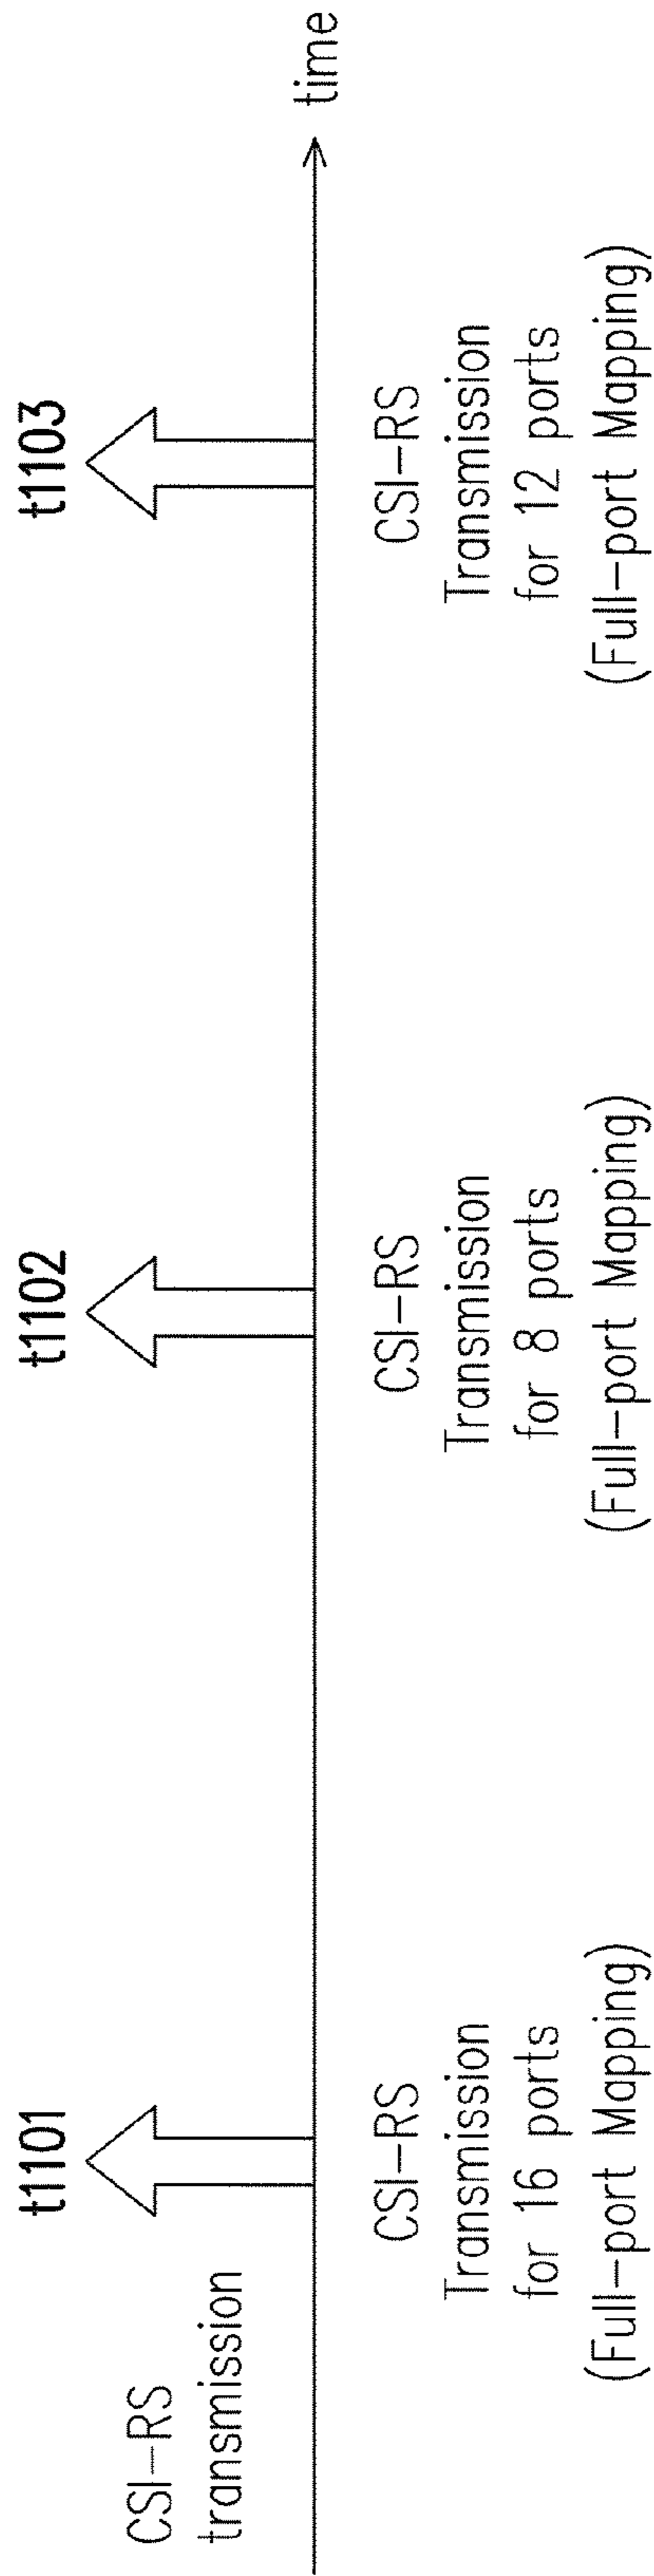 CSI-RS
transmission
t1101
t1102
t1103
time
CSI-RS
Transmission
for 16 ports
(Full-port Mapping)
CSI-RS
Transmission
for 8 ports
(Full-port Mapping)
CSI-RS
Transmission
for 12 ports
(Full-port Mapping)